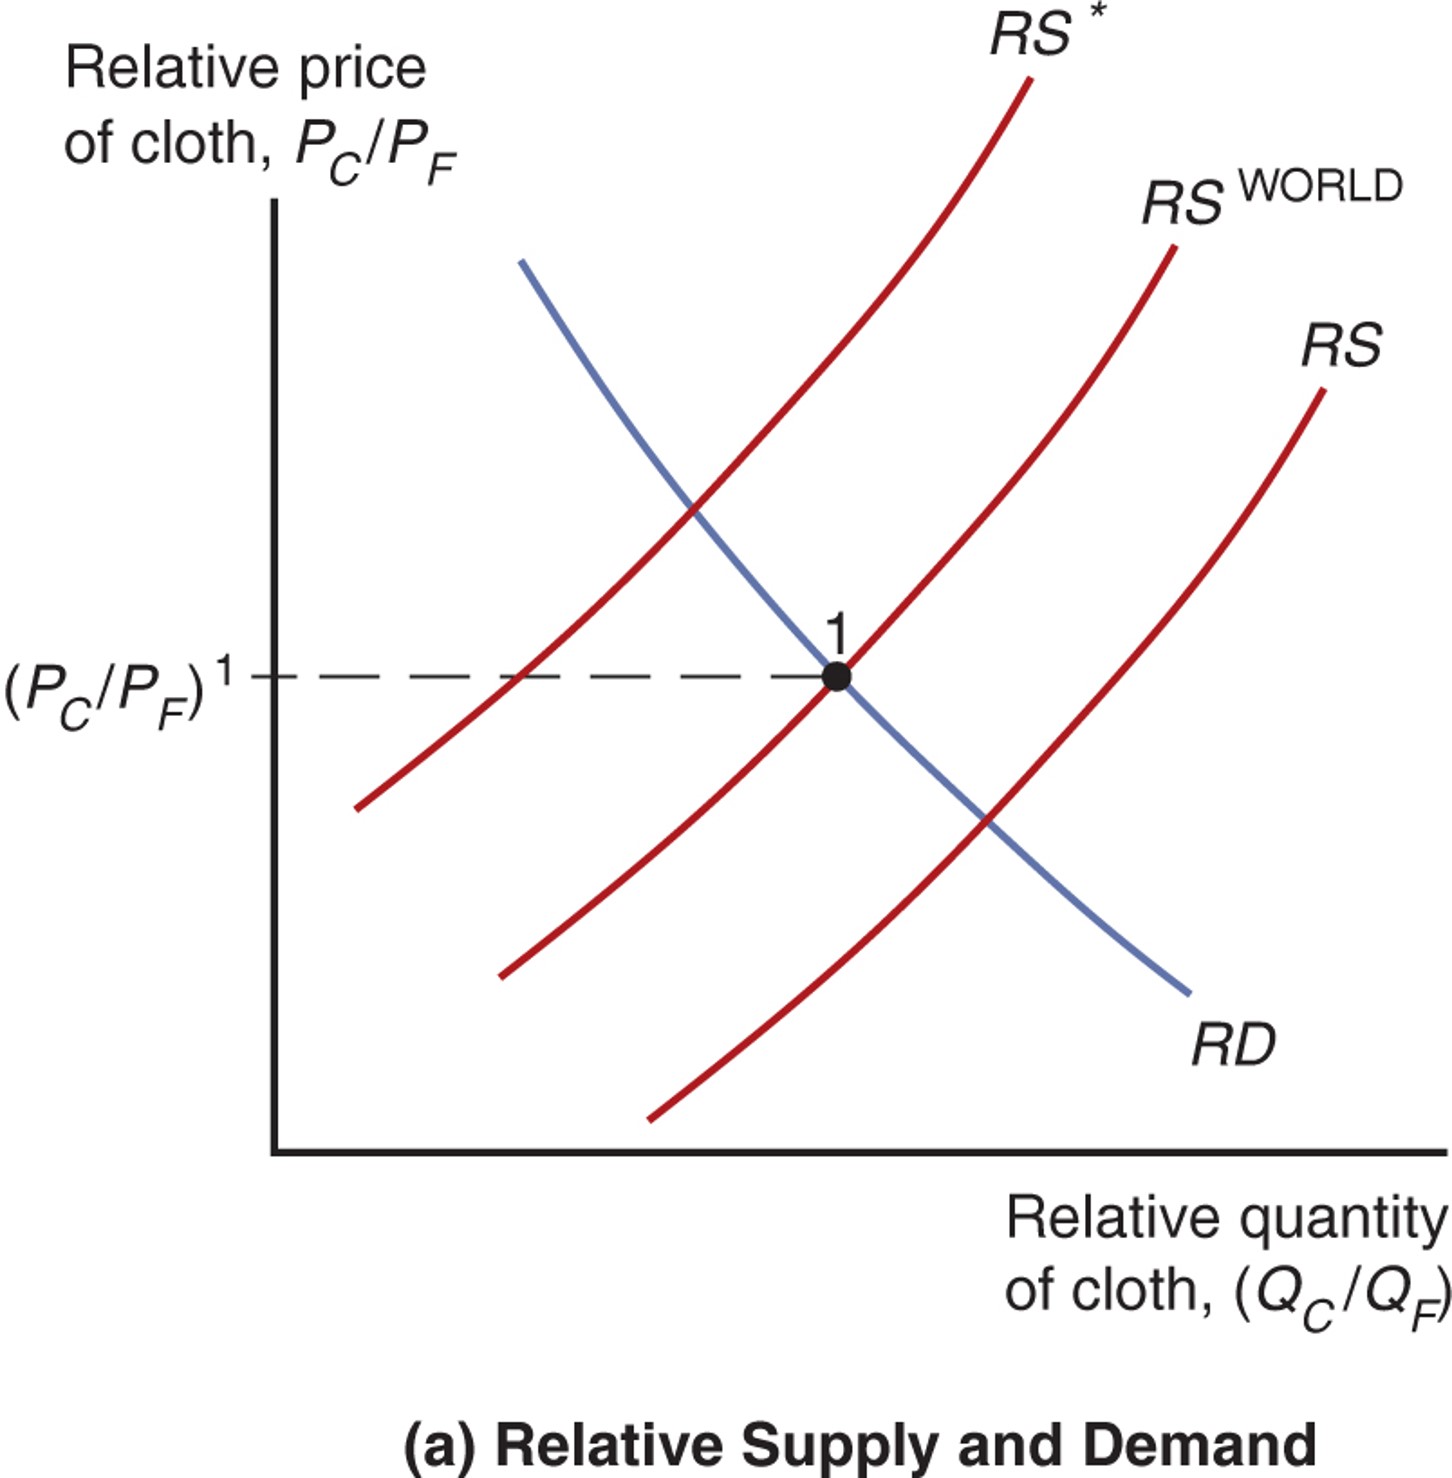 RS *
Relative price
of cloth, P_C/P_F
RS WORLD
RS
1
(P_C/P_F)^1
RD
Relative quantity
of cloth, (Q_C/Q_F)
(a) Relative Supply and Demand